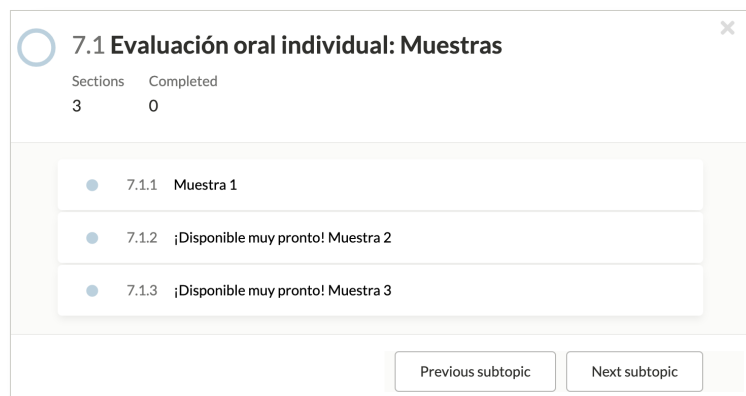 7.1 Evaluación oral individual: Muestras
Sections Completed
3 0
7.1.1 Muestra 1
7.1.2 ¡Disponible muy pronto! Muestra 2
7.1.3 ¡Disponible muy pronto! Muestra 3
Previous subtopic Next subtopic